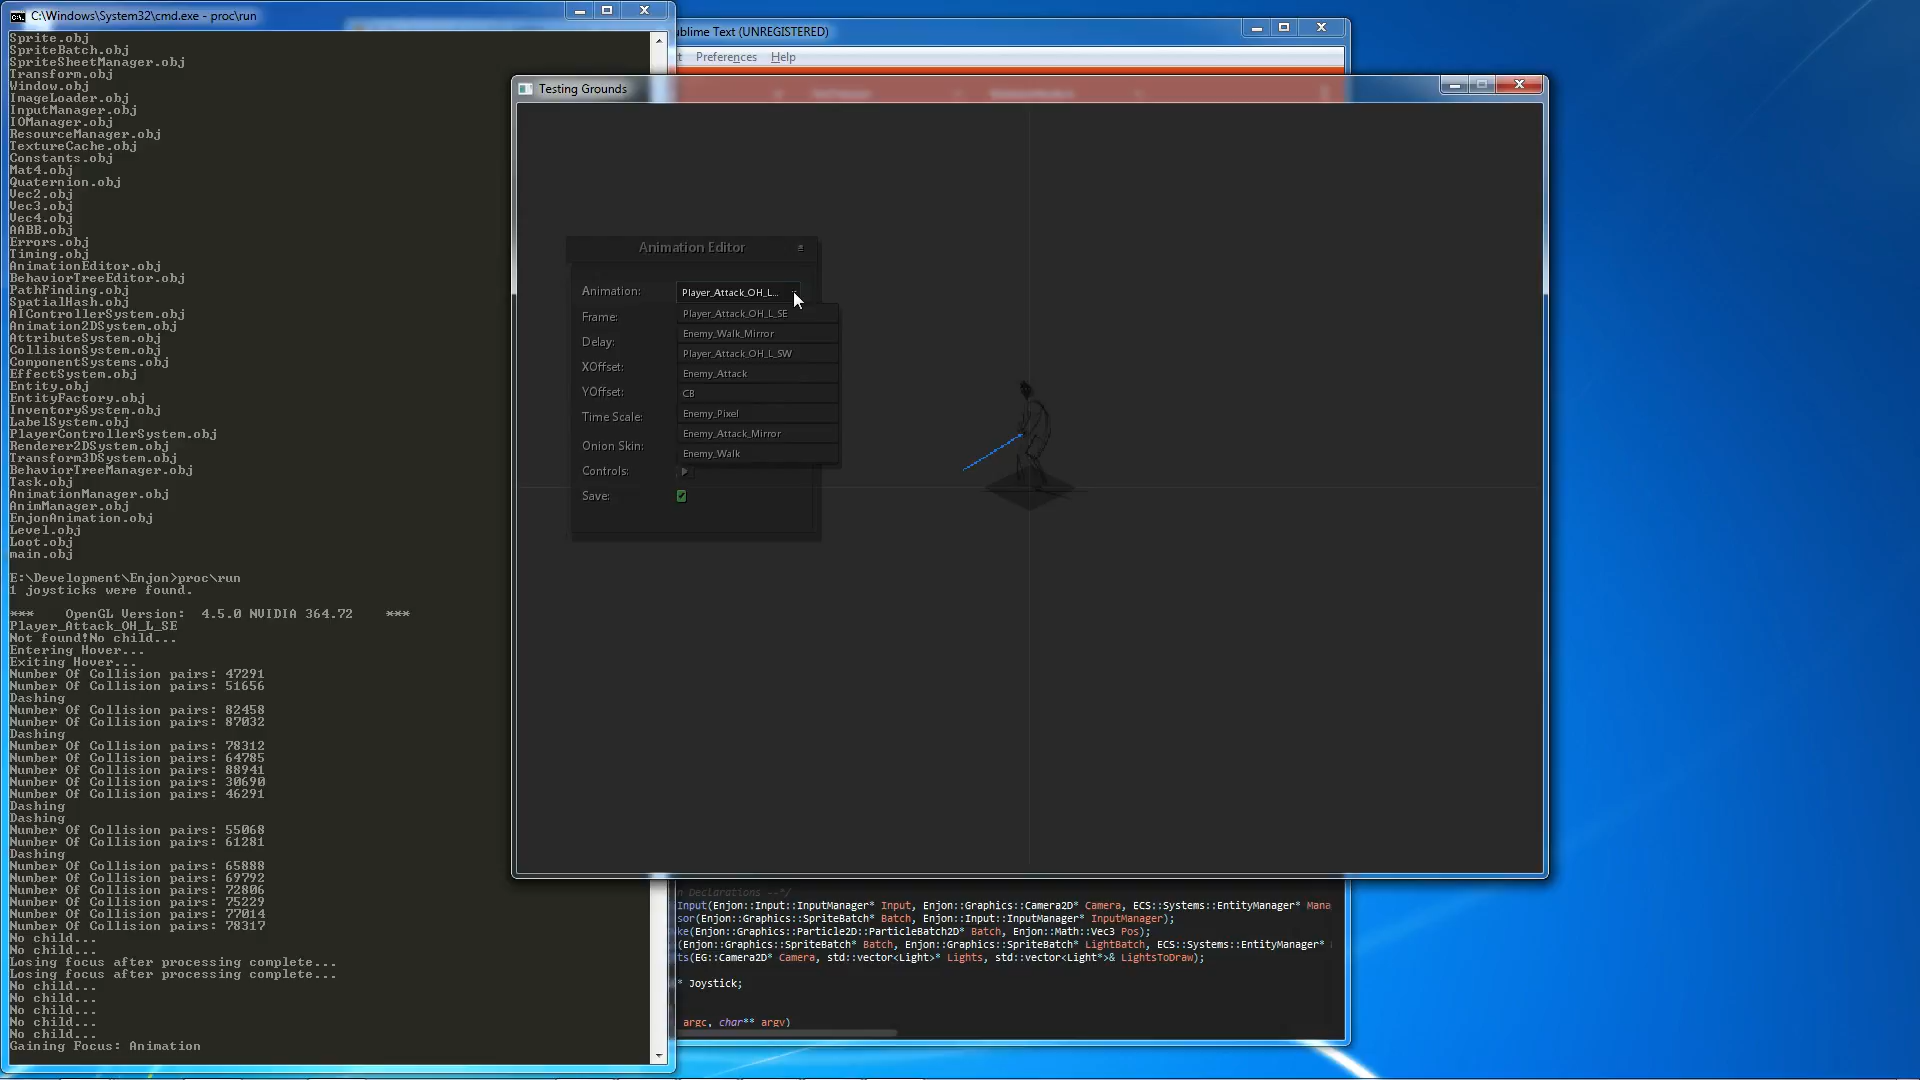 C:\Windows\System32\cmd.exe - proc\run
Sprite.obj
SpriteBatch.obj
SpriteSheetManager.obj
Transform.obj
Window.obj
ImageLoader.obj
InputManager.obj
IOManager.obj
ResourceManager.obj
TextureCache.obj
Constants.obj
Mat4.obj
Quaternion.obj
Vec2.obj
Vec3.obj
Vec4.obj
AABB.obj
Errors.obj
Timing.obj
AnimationEditor.obj
BehaviorTreeEditor.obj
PathFinding.obj
SpatialHash.obj
AIControllerSystem.obj
Animation2DSystem.obj
AttributeSystem.obj
CollisionSystem.obj
ComponentSystems.obj
EffectSystem.obj
Entity.obj
EntityFactory.obj
InventorySystem.obj
LabelSystem.obj
PlayerControllerSystem.obj
Renderer2DSystem.obj
Transform3DSystem.obj
BehaviorTreeManager.obj
Task.obj
AnimationManager.obj
AnimManager.obj
EnjonAnimation.obj
Level.obj
Loot.obj
main.obj
E:\Development\Enjon>proc\run
1 joysticks were found.
*** OpenGL Version: 4.5.0 NVIDIA 364.72 ***
Player_Attack_OH_L_SE
Not found!No child...
Entering Hover...
Exiting Hover...
Number Of Collision pairs: 47291
Number Of Collision pairs: 51656
Dashing
Number Of Collision pairs: 82458
Number Of Collision pairs: 87032
Dashing
Number Of Collision pairs: 78312
Number Of Collision pairs: 64785
Number Of Collision pairs: 88941
Number Of Collision pairs: 30690
Number Of Collision pairs: 46291
Dashing
Dashing
Number Of Collision pairs: 55068
Number Of Collision pairs: 61281
Dashing
Number Of Collision pairs: 65888
Number Of Collision pairs: 69792
Number Of Collision pairs: 72806
Number Of Collision pairs: 75229
Number Of Collision pairs: 77014
Number Of Collision pairs: 78317
No child...
No child...
Losing focus after processing complete...
Losing focus after processing complete...
No child...
No child...
No child...
No child...
No child...
Gaining Focus: Animation
ublime Text (UNREGISTERED)
t Preferences Help
Testing Grounds
Animation Editor
Animation: Player_Attack_OH_L...
Frame:
Delay:
XOffset:
YOffset:
Time Scale:
Onion Skin:
Controls:
Save:
Player_Attack_OH_L_SE
Enemy_Walk_Mirror
Player_Attack_OH_L_SW
Enemy_Attack
CB
Enemy_Pixel
Enemy_Attack_Mirror
Enemy_Walk
n Declarations --*/
Input(Enjon::Input::InputManager* Input, Enjon::Graphics::Camera2D* Camera, ECS::Systems::EntityManager* Mana
sor(Enjon::Graphics::SpriteBatch* Batch, Enjon::Input::InputManager* InputManager);
ke(Enjon::Graphics::Particle2D::ParticleBatch2D* Batch, Enjon::Math::Vec3 Pos);
(Enjon::Graphics::SpriteBatch* Batch, Enjon::Graphics::SpriteBatch* LightBatch, ECS::Systems::EntityManager*
ts(EG::Camera2D* Camera, std::vector<Light>* Lights, std::vector<Light*>& LightsToDraw);
* Joystick;
argc, char** argv)